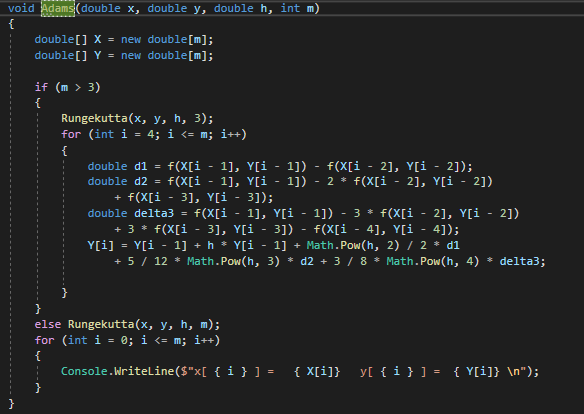 void Adams(double x, double y, double h, int m)
{
double[] X = new double[m];
double[] Y = new double[m];
if (m > 3)
{
Rungekutta(x, y, h, 3);
for (int i = 4; i <= m; i++)
{
double d1 = f(X[i - 1], Y[i - 1]) - f(X[i - 2], Y[i - 2]);
double d2 = f(X[i - 1], Y[i - 1]) - 2 * f(X[i - 2], Y[i - 2])
+ f(X[i - 3], Y[i - 3]);
double delta3 = f(X[i - 1], Y[i - 1]) - 3 * f(X[i - 2], Y[i - 2])
+ 3 * f(X[i - 3], Y[i - 3]) - f(X[i - 4], Y[i - 4]);
Y[i] = Y[i - 1] + h * Y[i - 1] + Math.Pow(h, 2) / 2 * d1
+ 5 / 12 * Math.Pow(h, 3) * d2 + 3 / 8 * Math.Pow(h, 4) * delta3;
}
}
else Rungekutta(x, y, h, m);
for (int i = 0; i <= m; i++)
{
Console.WriteLine($"x[ { i } ] =   { X[i]}   y[ { i } ] =  { Y[i]} \n");
}
}